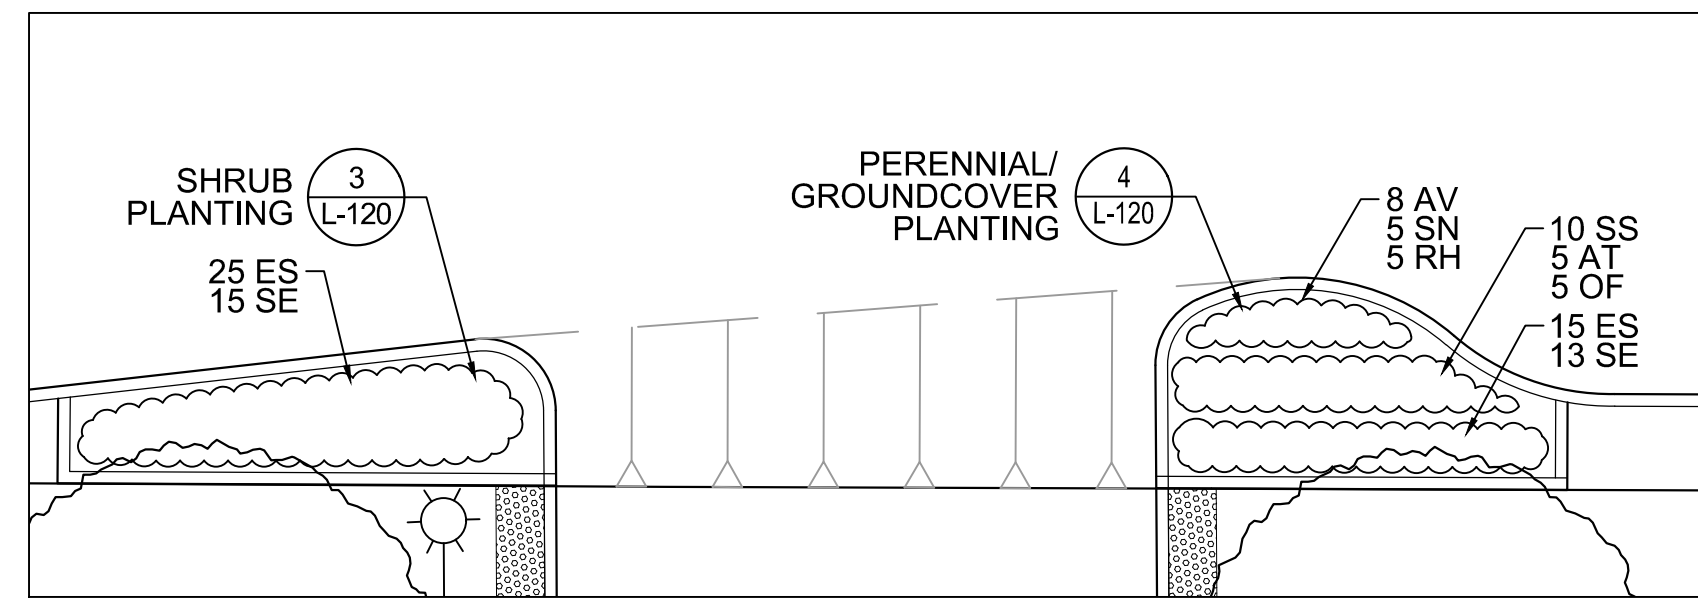 SHRUB
PLANTING
3
L-120
25 ES
15 SE
PERENNIAL/
GROUNDCOVER
PLANTING
4
L-120
8 AV
5 SN
5 RH
10 SS
5 AT
5 OF
15 ES
13 SE